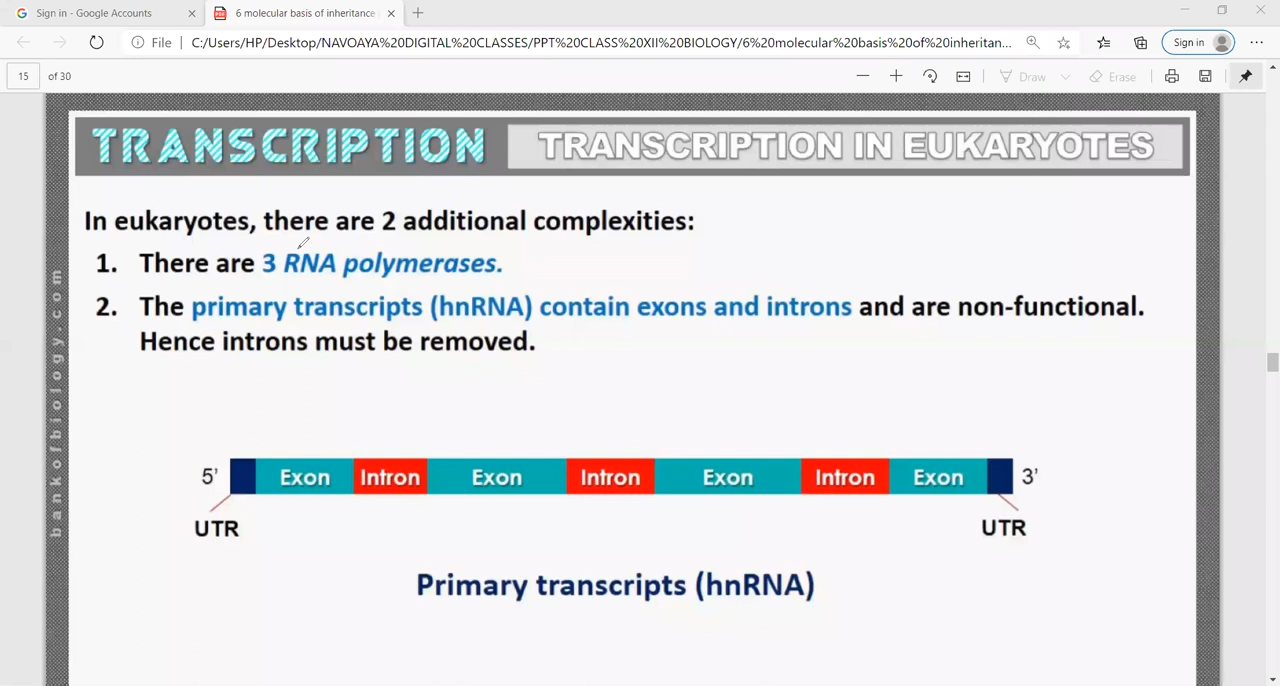 Sign in - Google Accounts
6 molecular basis of inheritance
File
C:/Users/HP/Desktop/NAVOAYA%20DIGITAL%20CLASSES/PPT%20CLASS%20XII%20BIOLOGY/6%20molecular%20basis%20of%20inheritan...
Sign in
15 of 30
Draw
Erase
TRANSCRIPTION
TRANSCRIPTION IN EUKARYOTES
In eukaryotes, there are 2 additional complexities:
1. There are 3 RNA polymerases.
2. The primary transcripts (hnRNA) contain exons and introns and are non-functional.
Hence introns must be removed.
bankofbiology.com
5’ Exon Intron Exon Intron Exon Intron Exon 3’
UTR UTR
Primary transcripts (hnRNA)